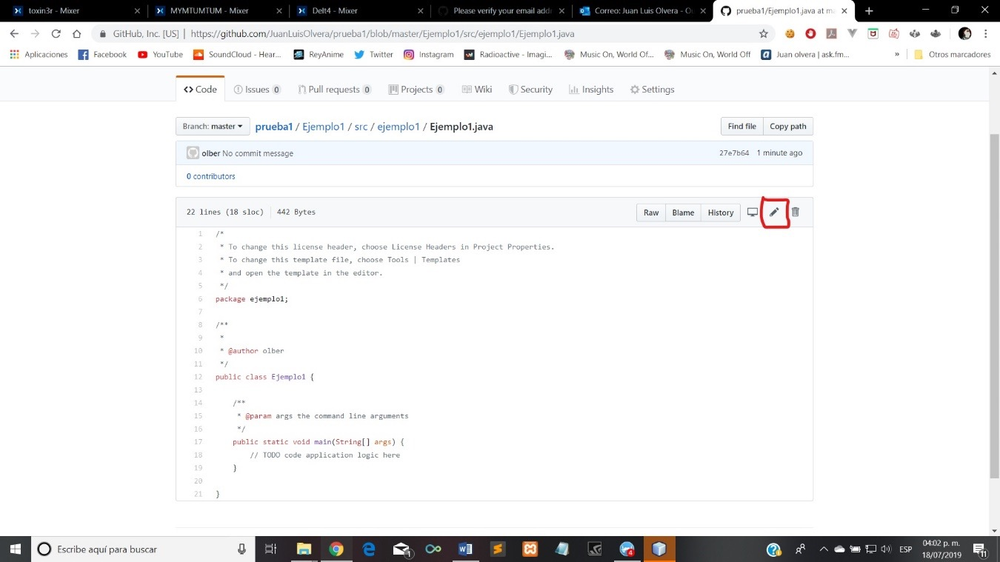 toxin3r - Mixer
MYMTUMTUM - Mixer
Delt4 - Mixer
Please verify your email addr
Correo: Juan Luis Olvera - O
prueba1/Ejemplo1.java at ma
GitHub, Inc. [US] | https://github.com/JuanLuisOlvera/prueba1/blob/master/Ejemplo1/src/ejemplo1/Ejemplo1.java
Aplicaciones Facebook YouTube SoundCloud - Hear... ReyAnime Twitter Instagram Radioactive - Imagi... Music On, World Of... Music On, World Off Juan olvera | ask.fm... » Otros marcadores
<> Code Issues 0 Pull requests 0 Projects 0 Wiki Security Insights Settings
Branch: master prueba1 / Ejemplo1 / src / ejemplo1 / Ejemplo1.java Find file Copy path
olber No commit message 27e7b64 1 minute ago
0 contributors
22 lines (18 sloc) 442 Bytes Raw Blame History
1 /*
2 * To change this license header, choose License Headers in Project Properties.
3 * To change this template file, choose Tools | Templates
4 * and open the template in the editor.
5 */
6 package ejemplo1;
7
8 /**
9 *
10 * @author olber
11 */
12 public class Ejemplo1 {
13
14 /**
15 * @param args the command line arguments
16 */
17 public static void main(String[] args) {
18 // TODO code application logic here
19 }
20
21 }
Escribe aquí para buscar
1
4
ESP
04:02 p. m.
18/07/2019
11